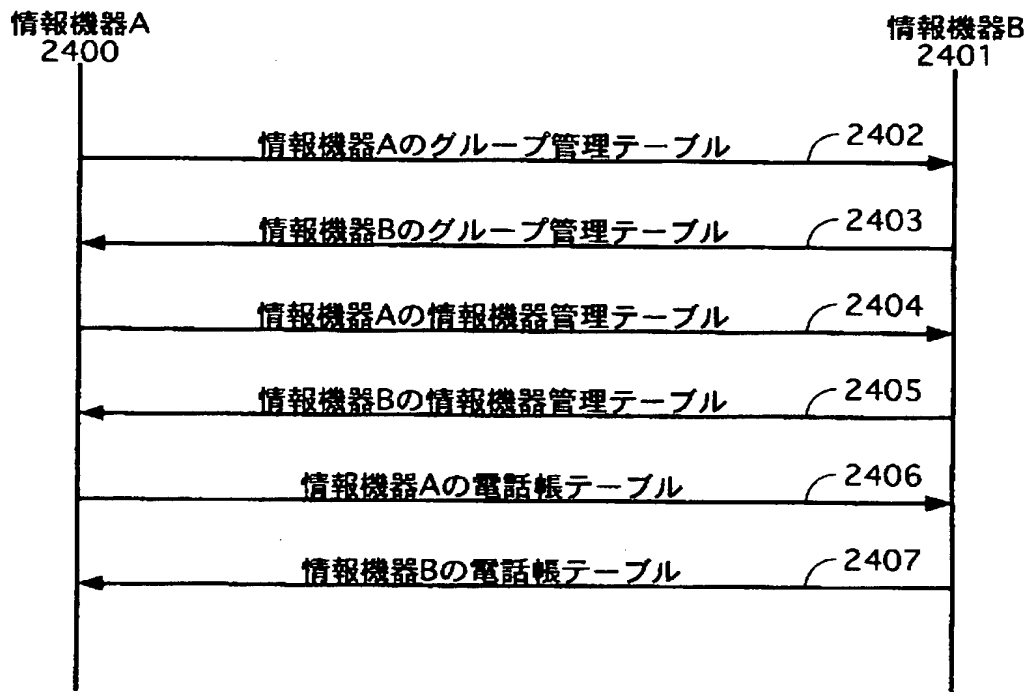 情報機器A
2400
情報機器B
2401
情報機器Aのグループ管理テーブル
2402
情報機器Bのグループ管理テーブル
2403
情報機器Aの情報機器管理テーブル
2404
情報機器Bの情報機器管理テーブル
2405
情報機器Aの電話帳テーブル
2406
情報機器Bの電話帳テーブル
2407